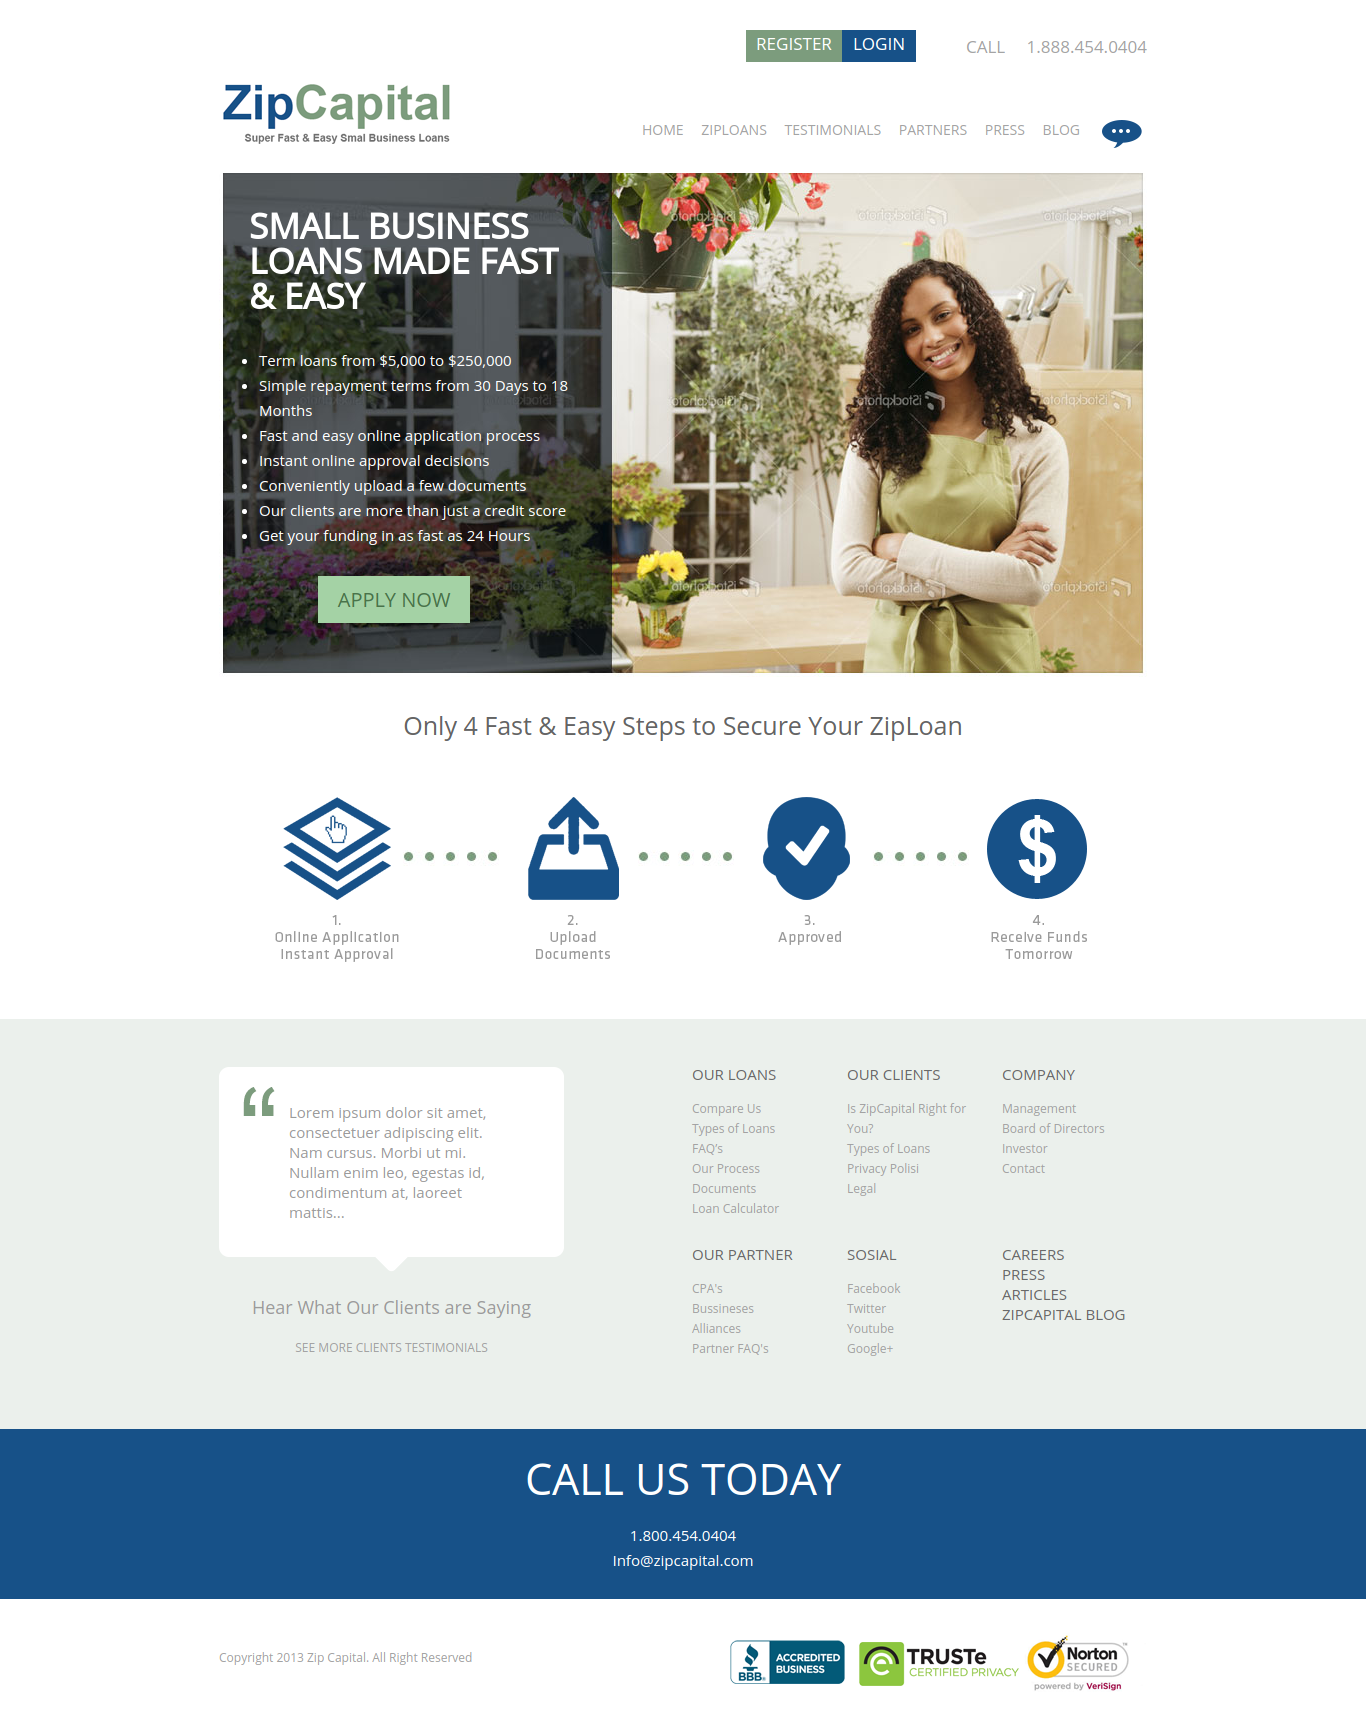 REGISTER LOGIN CALL 1.888.454.0404
ZipCapital
Super Fast & Easy Smal Business Loans
HOME ZIPLOANS TESTIMONIALS PARTNERS PRESS BLOG
SMALL BUSINESS
LOANS MADE FAST
& EASY
Term loans from $5,000 to $250,000
Simple repayment terms from 30 Days to 18
Months
Fast and easy online application process
Instant online approval decisions
Conveniently upload a few documents
Our clients are more than just a credit score
Get your funding in as fast as 24 Hours
APPLY NOW
iStockphoto
Only 4 Fast & Easy Steps to Secure Your ZipLoan
1.
Online Application
Instant Approval
2.
Upload
Documents
3.
Approved
4.
Receive Funds
Tomorrow
“
Lorem ipsum dolor sit amet,
consectetuer adipiscing elit.
Nam cursus. Morbi ut mi.
Nullam enim leo, egestas id,
condimentum at, laoreet
mattis...
Hear What Our Clients are Saying
SEE MORE CLIENTS TESTIMONIALS
OUR LOANS
Compare Us
Types of Loans
FAQ's
Our Process
Documents
Loan Calculator
OUR CLIENTS
Is ZipCapital Right for
You?
Types of Loans
Privacy Polisi
Legal
COMPANY
Management
Board of Directors
Investor
Contact
OUR PARTNER
CPA's
Bussineses
Alliances
Partner FAQ's
SOSIAL
Facebook
Twitter
Youtube
Google+
CAREERS
PRESS
ARTICLES
ZIPCAPITAL BLOG
CALL US TODAY
1.800.454.0404
Info@zipcapital.com
Copyright 2013 Zip Capital. All Right Reserved
BBB.
ACCREDITED
BUSINESS
TRUSTe
CERTIFIED PRIVACY
Norton
SECURED
powered by VeriSign